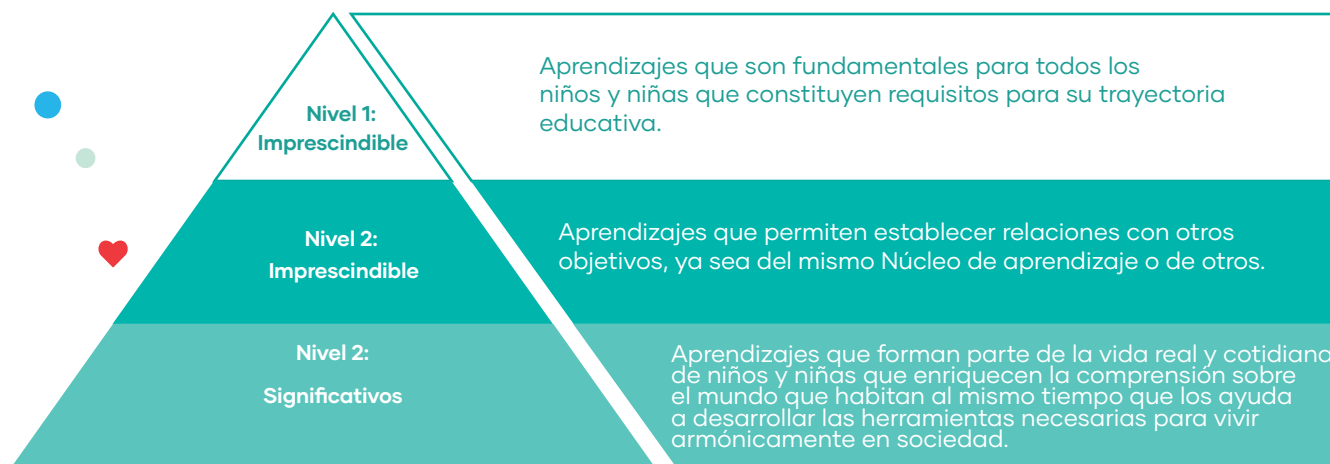 Nivel 1:
Imprescindible
Aprendizajes que son fundamentales para todos los
niños y niñas que constituyen requisitos para su trayectoria
educativa.
Nivel 2:
Imprescindible
Aprendizajes que permiten establecer relaciones con otros
objetivos, ya sea del mismo Núcleo de aprendizaje o de otros.
Nivel 2:
Significativos
Aprendizajes que forman parte de la vida real y cotidiana
de niños y niñas que enriquecen la comprensión sobre
el mundo que habitan al mismo tiempo que los ayuda
a desarrollar las herramientas necesarias para vivir
armónicamente en sociedad.